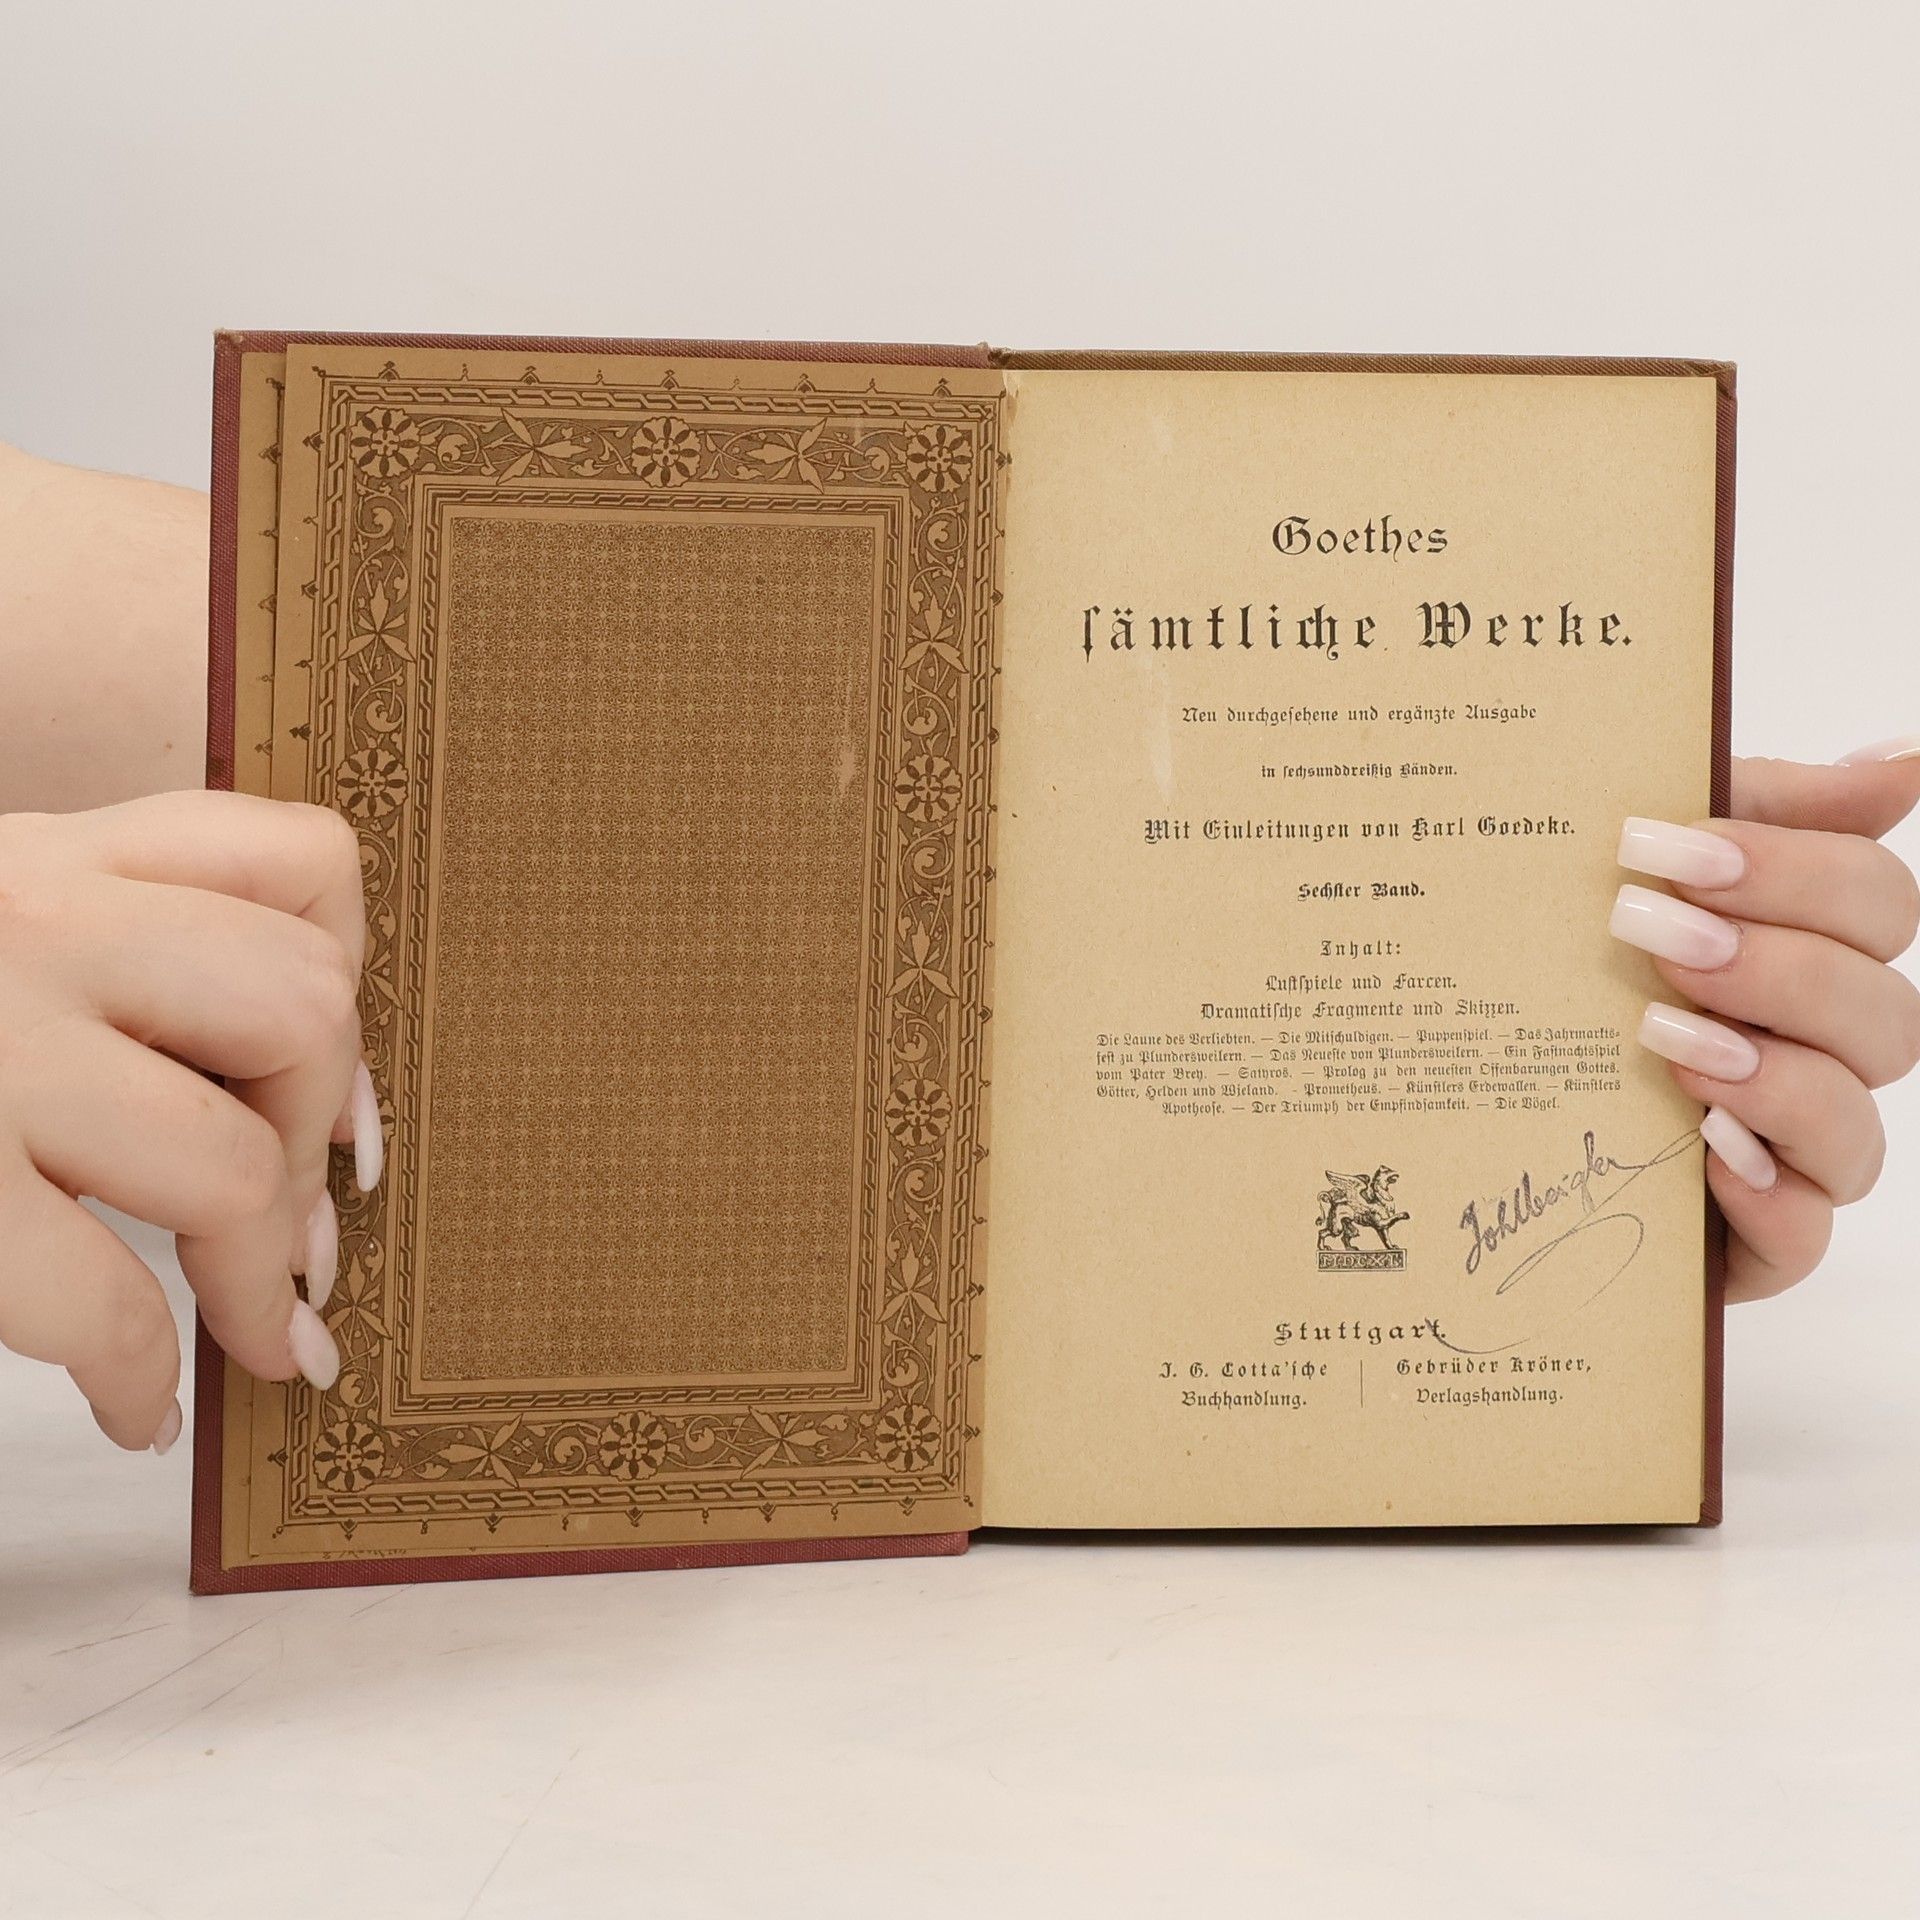 Goethes
ſämtliche Werke.
Neu durchgeſehene und ergänzte Ausgabe
in ſechsunddreißig Bänden.
Mit Einleitungen von Karl Goedeke.
Sechſter Band.
Inhalt:
Luſtſpiele und Farcen.
Dramatiſche Fragmente und Skizzen.
Die Laune des Verliebten. — Die Mitſchuldigen. — Puppenſpiel. — Das Jahrmarkts-
feſt zu Plundersweilern. — Das Neueſte von Plundersweilern. — Ein Faſtnachtsſpiel
vom Pater Brey. — Satyros. — Prolog zu den neueſten Offenbarungen Gottes.
Götter, Helden und Wieland. - Prometheus. — Künſtlers Erdewallen. — Künſtlers
Apotheoſe. — Der Triumph der Empfindſamkeit. — Die Vögel.
Stuttgart.
J. G. Cotta'ſche
Buchhandlung.
Gebrüder Kröner,
Verlagshandlung.